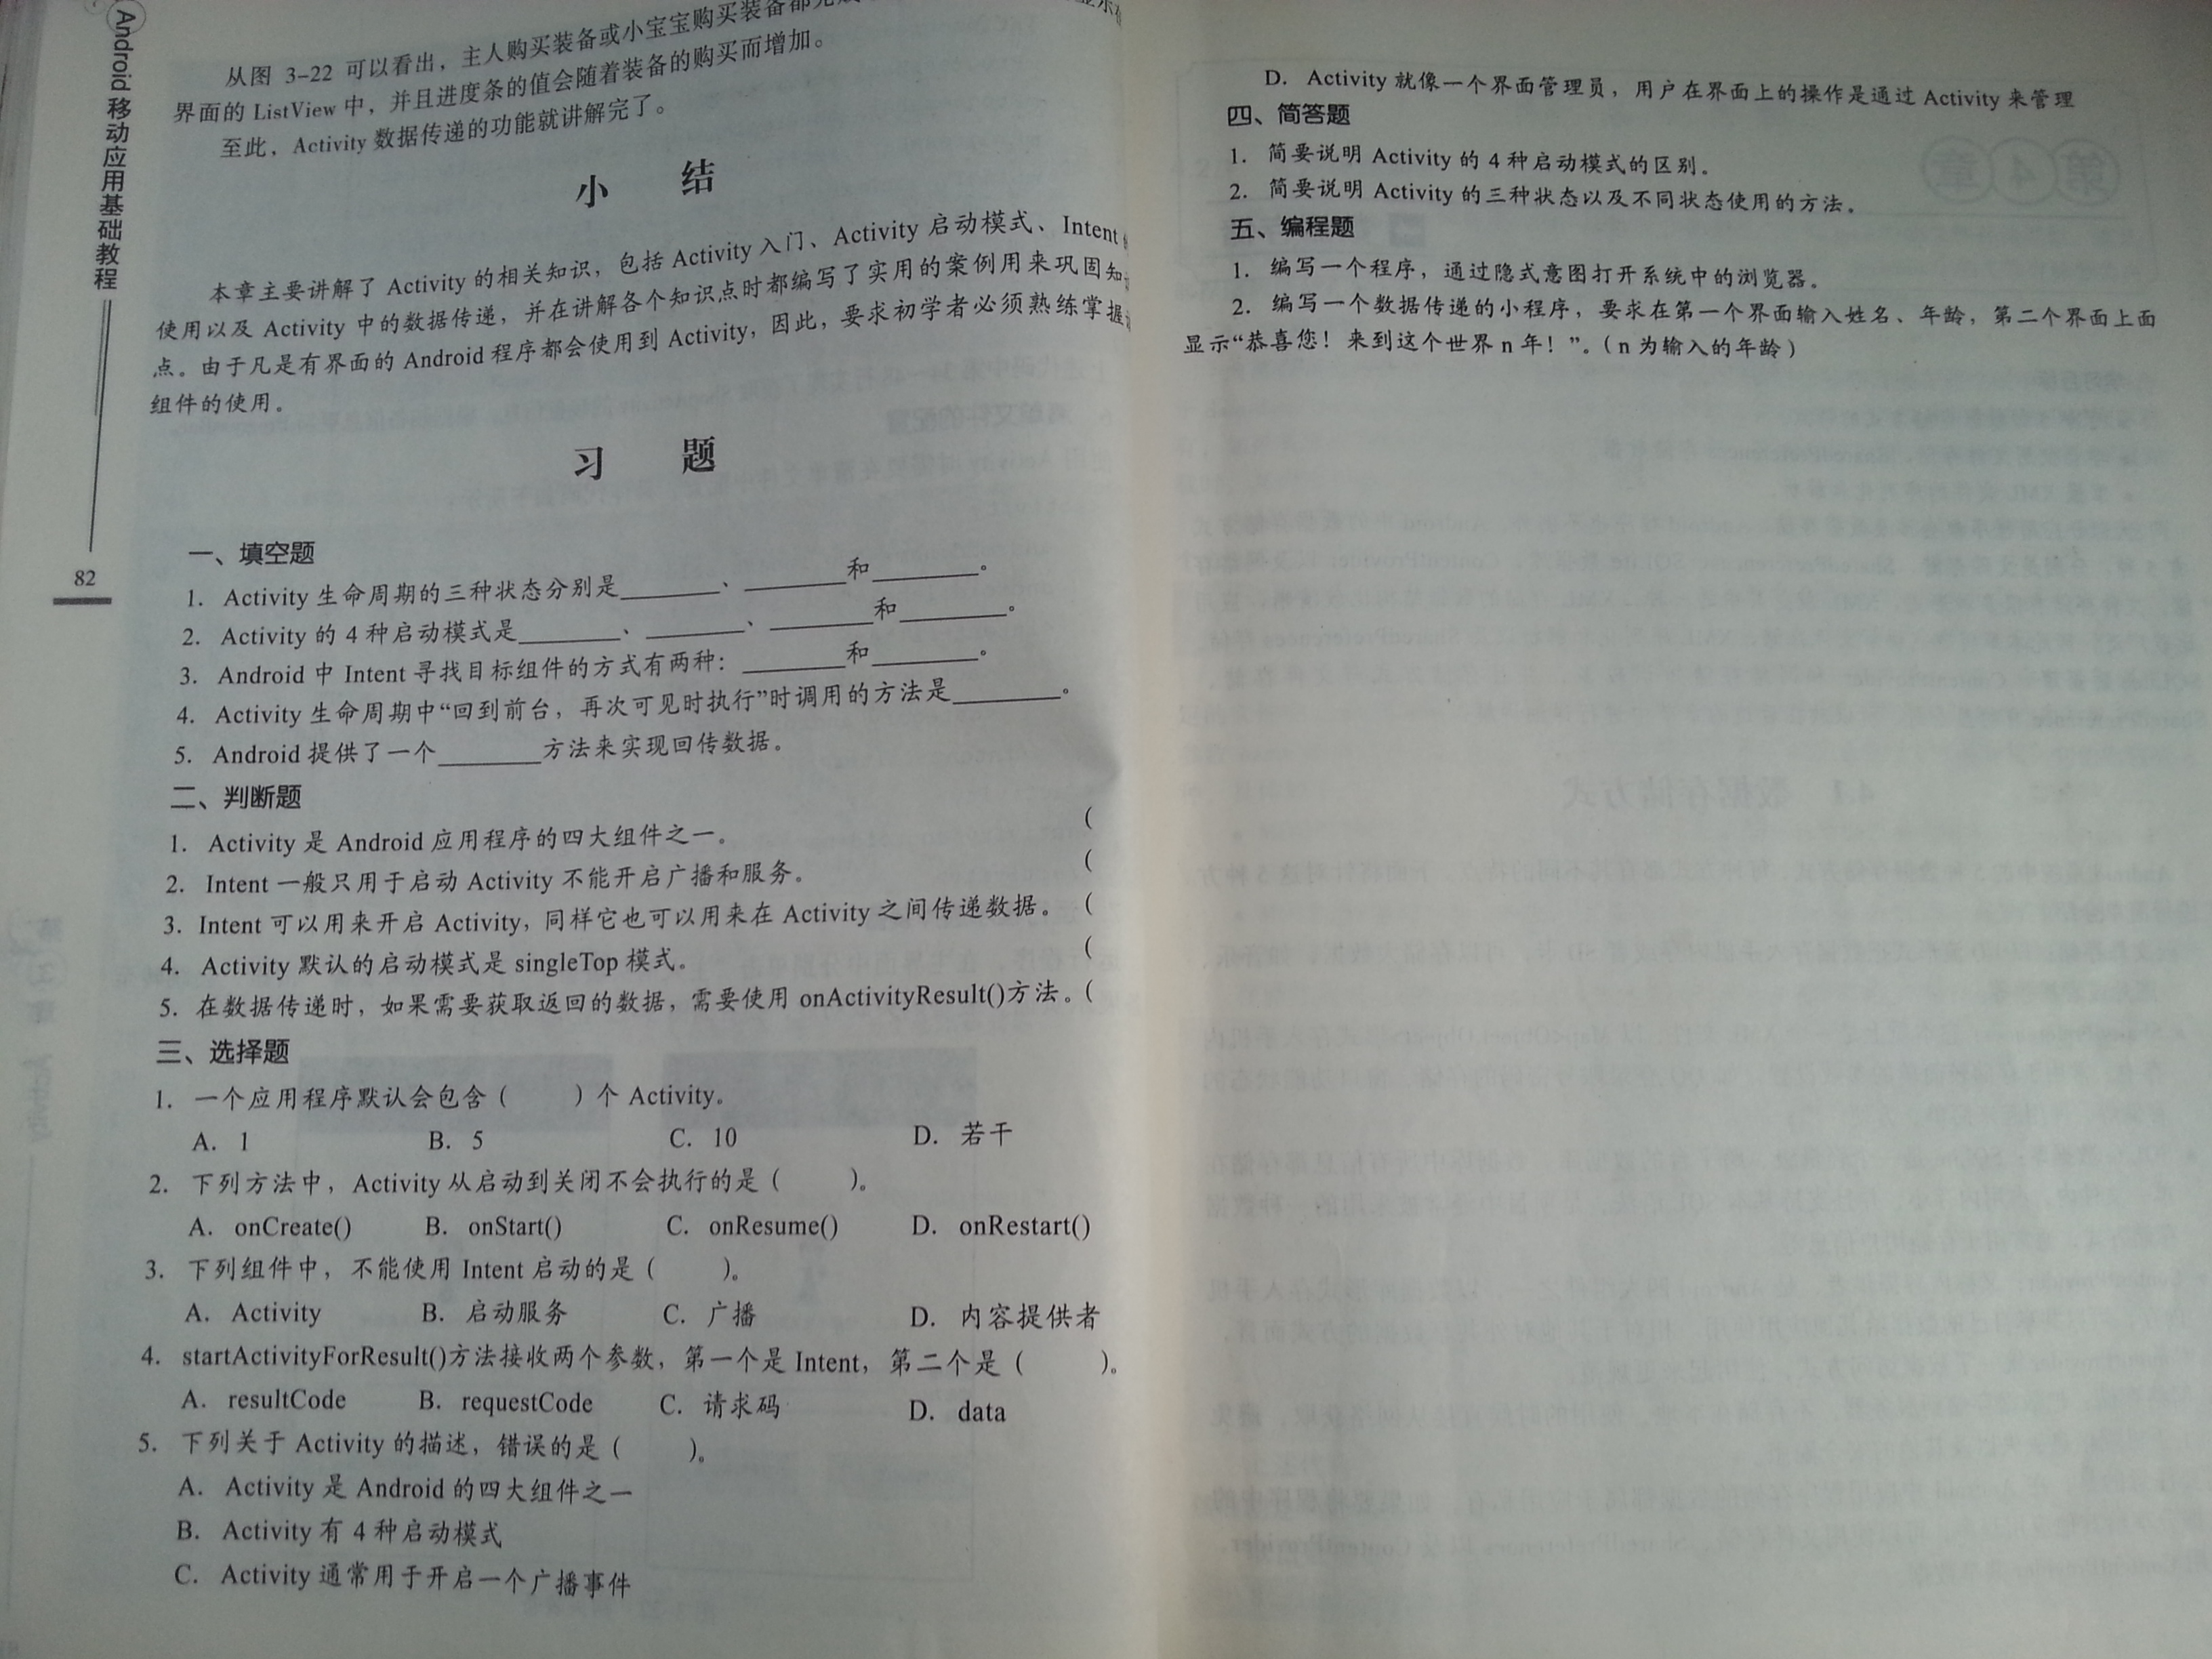 Android 移动应用基础教程
82
从图 3-22 可以看出，主人购买装备或小宝宝购买装备都
界面的 ListView 中，并且进度条的值会随着装备的购买而增加。
至此，Activity 数据传递的功能就讲解完了。
小 结
本章主要讲解了 Activity 的相关知识，包括 Activity 入门、Activity 启动模式、Intent
使用以及 Activity 中的数据传递，并在讲解各个知识点时都编写了实用的案例用来巩固知
点。由于凡是有界面的 Android 程序都会使用到 Activity，因此，要求初学者必须熟练掌握
组件的使用。
习 题
一、填空题
1. Activity 生命周期的三种状态分别是________、________和________。
2. Activity 的 4 种启动模式是________、________、________和________。
3. Android 中 Intent 寻找目标组件的方式有两种：________和________。
4. Activity 生命周期中“回到前台，再次可见时执行”时调用的方法是________。
5. Android 提供了一个________方法来实现回传数据。
二、判断题
1. Activity 是 Android 应用程序的四大组件之一。 (
2. Intent 一般只用于启动 Activity 不能开启广播和服务。 (
3. Intent 可以用来开启 Activity，同样它也可以用来在 Activity 之间传递数据。 (
4. Activity 默认的启动模式是 singleTop 模式。 (
5. 在数据传递时，如果需要获取返回的数据，需要使用 onActivityResult()方法。 (
三、选择题
1. 一个应用程序默认会包含（ ）个 Activity。
A. 1 B. 5 C. 10 D. 若干
2. 下列方法中，Activity 从启动到关闭不会执行的是（ ）。
A. onCreate() B. onStart() C. onResume() D. onRestart()
3. 下列组件中，不能使用 Intent 启动的是（ ）。
A. Activity B. 启动服务 C. 广播 D. 内容提供者
4. startActivityForResult()方法接收两个参数，第一个是 Intent，第二个是（ ）。
A. resultCode B. requestCode C. 请求码 D. data
5. 下列关于 Activity 的描述，错误的是（ ）。
A. Activity 是 Android 的四大组件之一
B. Activity 有 4 种启动模式
C. Activity 通常用于开启一个广播事件
D. Activity 就像一个界面管理员，用户在界面上的操作是通过 Activity 来管理
四、简答题
1. 简要说明 Activity 的 4 种启动模式的区别。
2. 简要说明 Activity 的三种状态以及不同状态使用的方法。
五、编程题
1. 编写一个程序，通过隐式意图打开系统中的浏览器。
2. 编写一个数据传递的小程序，要求在第一个界面输入姓名、年龄，第二个界面上面
显示“恭喜您！来到这个世界 n 年！”。（n 为输入的年龄）